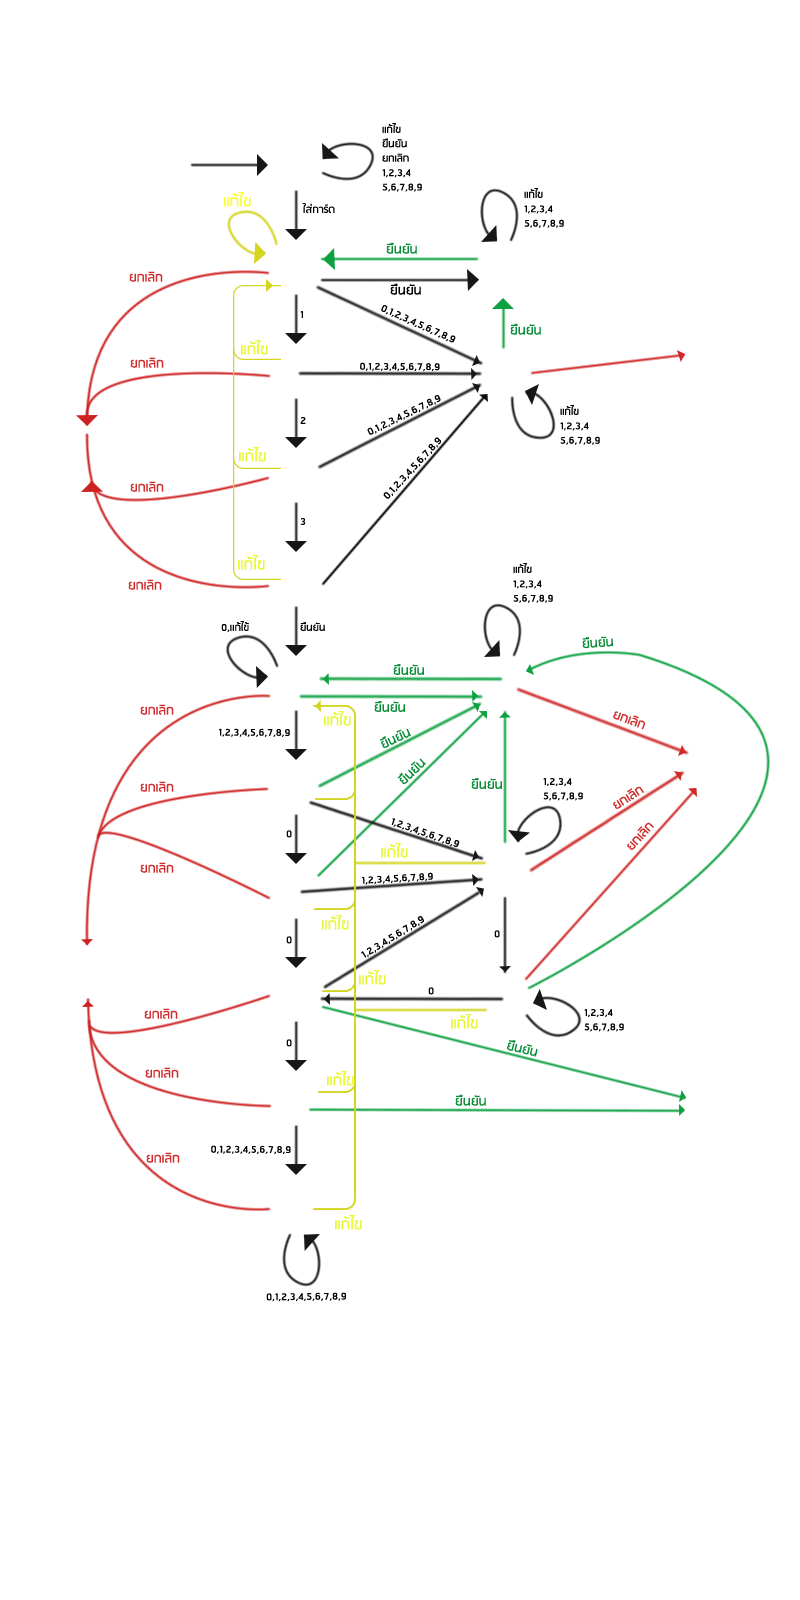 แก้ไข
ยืนยัน
ยกเลิก
1,2,3,4
5,6,7,8,9
แก้ไข
ใส่การ์ด
แก้ไข
1,2,3,4
5,6,7,8,9
ยืนยัน
ยกเลิก
ยืนยัน
1
0,1,2,3,4,5,6,7,8,9
ยืนยัน
แก้ไข
ยกเลิก
0,1,2,3,4,5,6,7,8,9
2
0,1,2,3,4,5,6,7,8,9
แก้ไข
1,2,3,4
5,6,7,8,9
แก้ไข
ยกเลิก
0,1,2,3,4,5,6,7,8,9
3
แก้ไข
ยกเลิก
แก้ไข
1,2,3,4
5,6,7,8,9
0,แก้ไข้
ยืนยัน
ยืนยัน
ยืนยัน
ยกเลิก
ยืนยัน
แก้ไข
ยกเลิก
1,2,3,4,5,6,7,8,9
ยืนยัน
ยืนยัน
ยกเลิก
ยืนยัน
1,2,3,4
5,6,7,8,9
ยกเลิก
0
1,2,3,4,5,6,7,8,9
ยกเลิก
แก้ไข
ยกเลิก
1,2,3,4,5,6,7,8,9
แก้ไข
0
1,2,3,4,5,6,7,8,9
0
แก้ไข
0
ยกเลิก
แก้ไข
1,2,3,4
5,6,7,8,9
0
ยืนยัน
ยกเลิก
แก้ไข
ยืนยัน
0,1,2,3,4,5,6,7,8,9
ยกเลิก
แก้ไข
0,1,2,3,4,5,6,7,8,9